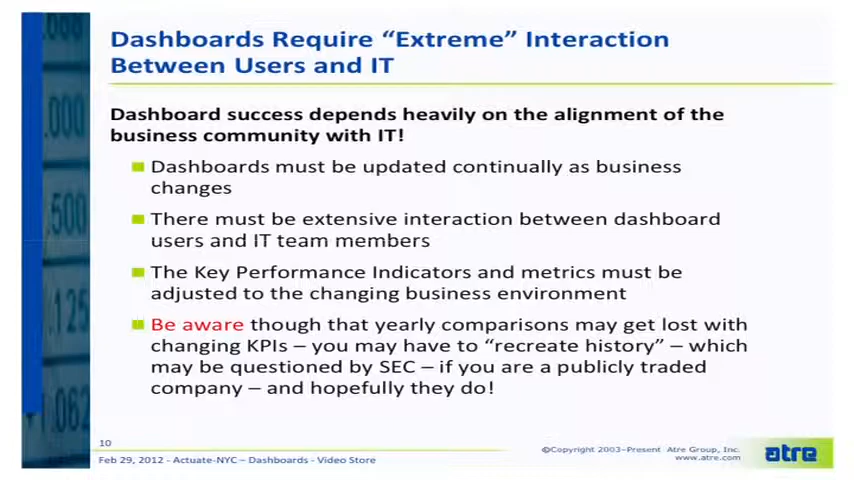 Dashboards Require “Extreme” Interaction
Between Users and IT
Dashboard success depends heavily on the alignment of the
business community with IT!
Dashboards must be updated continually as business
changes
There must be extensive interaction between dashboard
users and IT team members
The Key Performance Indicators and metrics must be
adjusted to the changing business environment
Be aware though that yearly comparisons may get lost with
changing KPIs – you may have to “recreate history” – which
may be questioned by SEC – if you are a publicly traded
company – and hopefully they do!
.000
.500
.125
1.062
10
Feb 29, 2012 - Actuate-NYC – Dashboards - Video Store
©Copyright 2003–Present Atre Group, Inc.
www.atre.com
atre